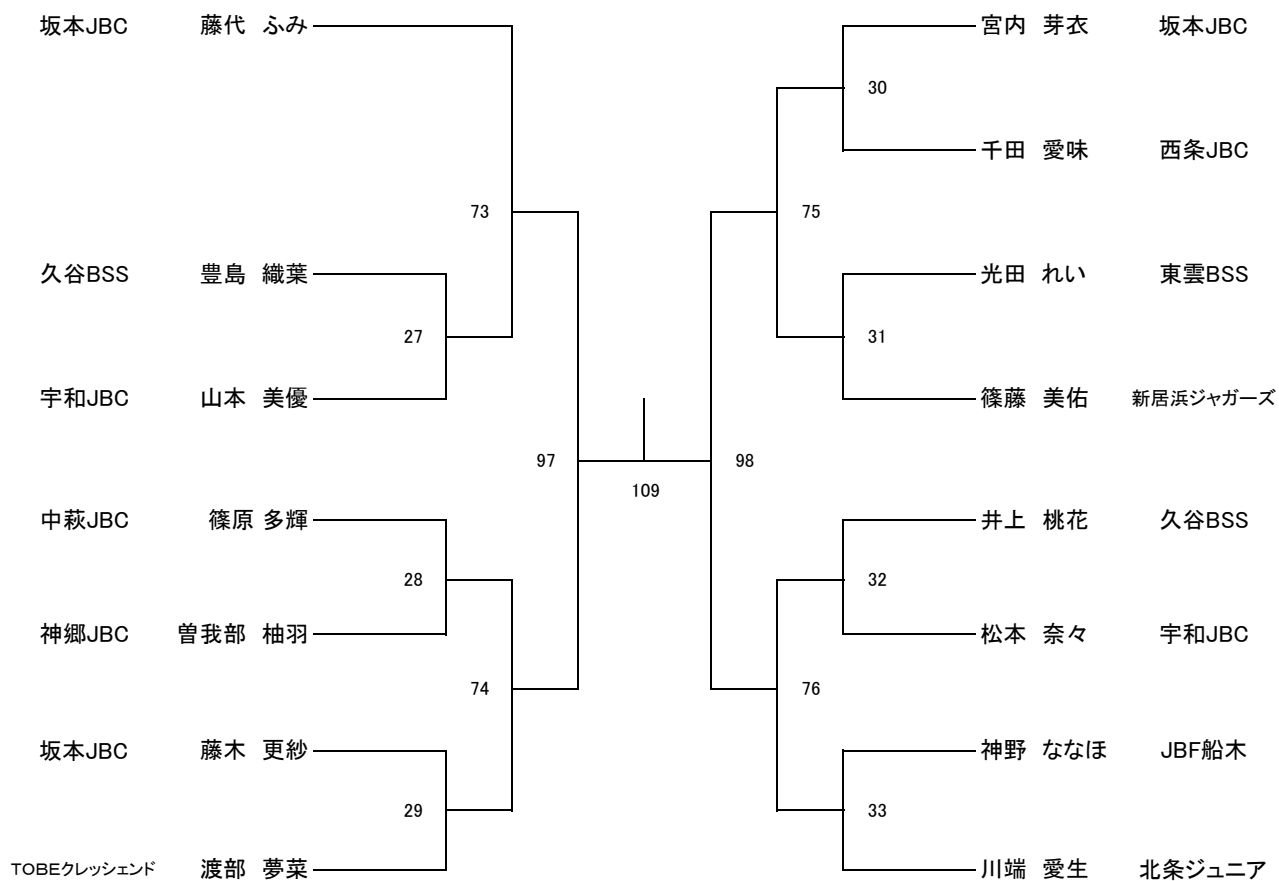 坂本JBC 藤代 ふみ
73
久谷BSS 豊島 織葉
27
宇和JBC 山本 美優
97
中萩JBC 篠原 多輝
28
神郷JBC 曽我部 柚羽
74
坂本JBC 藤木 更紗
29
TOBEクレッシェンド 渡部 夢菜
109
宮内 芽衣 坂本JBC
30
千田 愛味 西条JBC
75
光田 れい 東雲BSS
31
篠藤 美佑 新居浜ジャガーズ
98
井上 桃花 久谷BSS
32
松本 奈々 宇和JBC
76
神野 ななほ JBF船木
33
川端 愛生 北条ジュニア